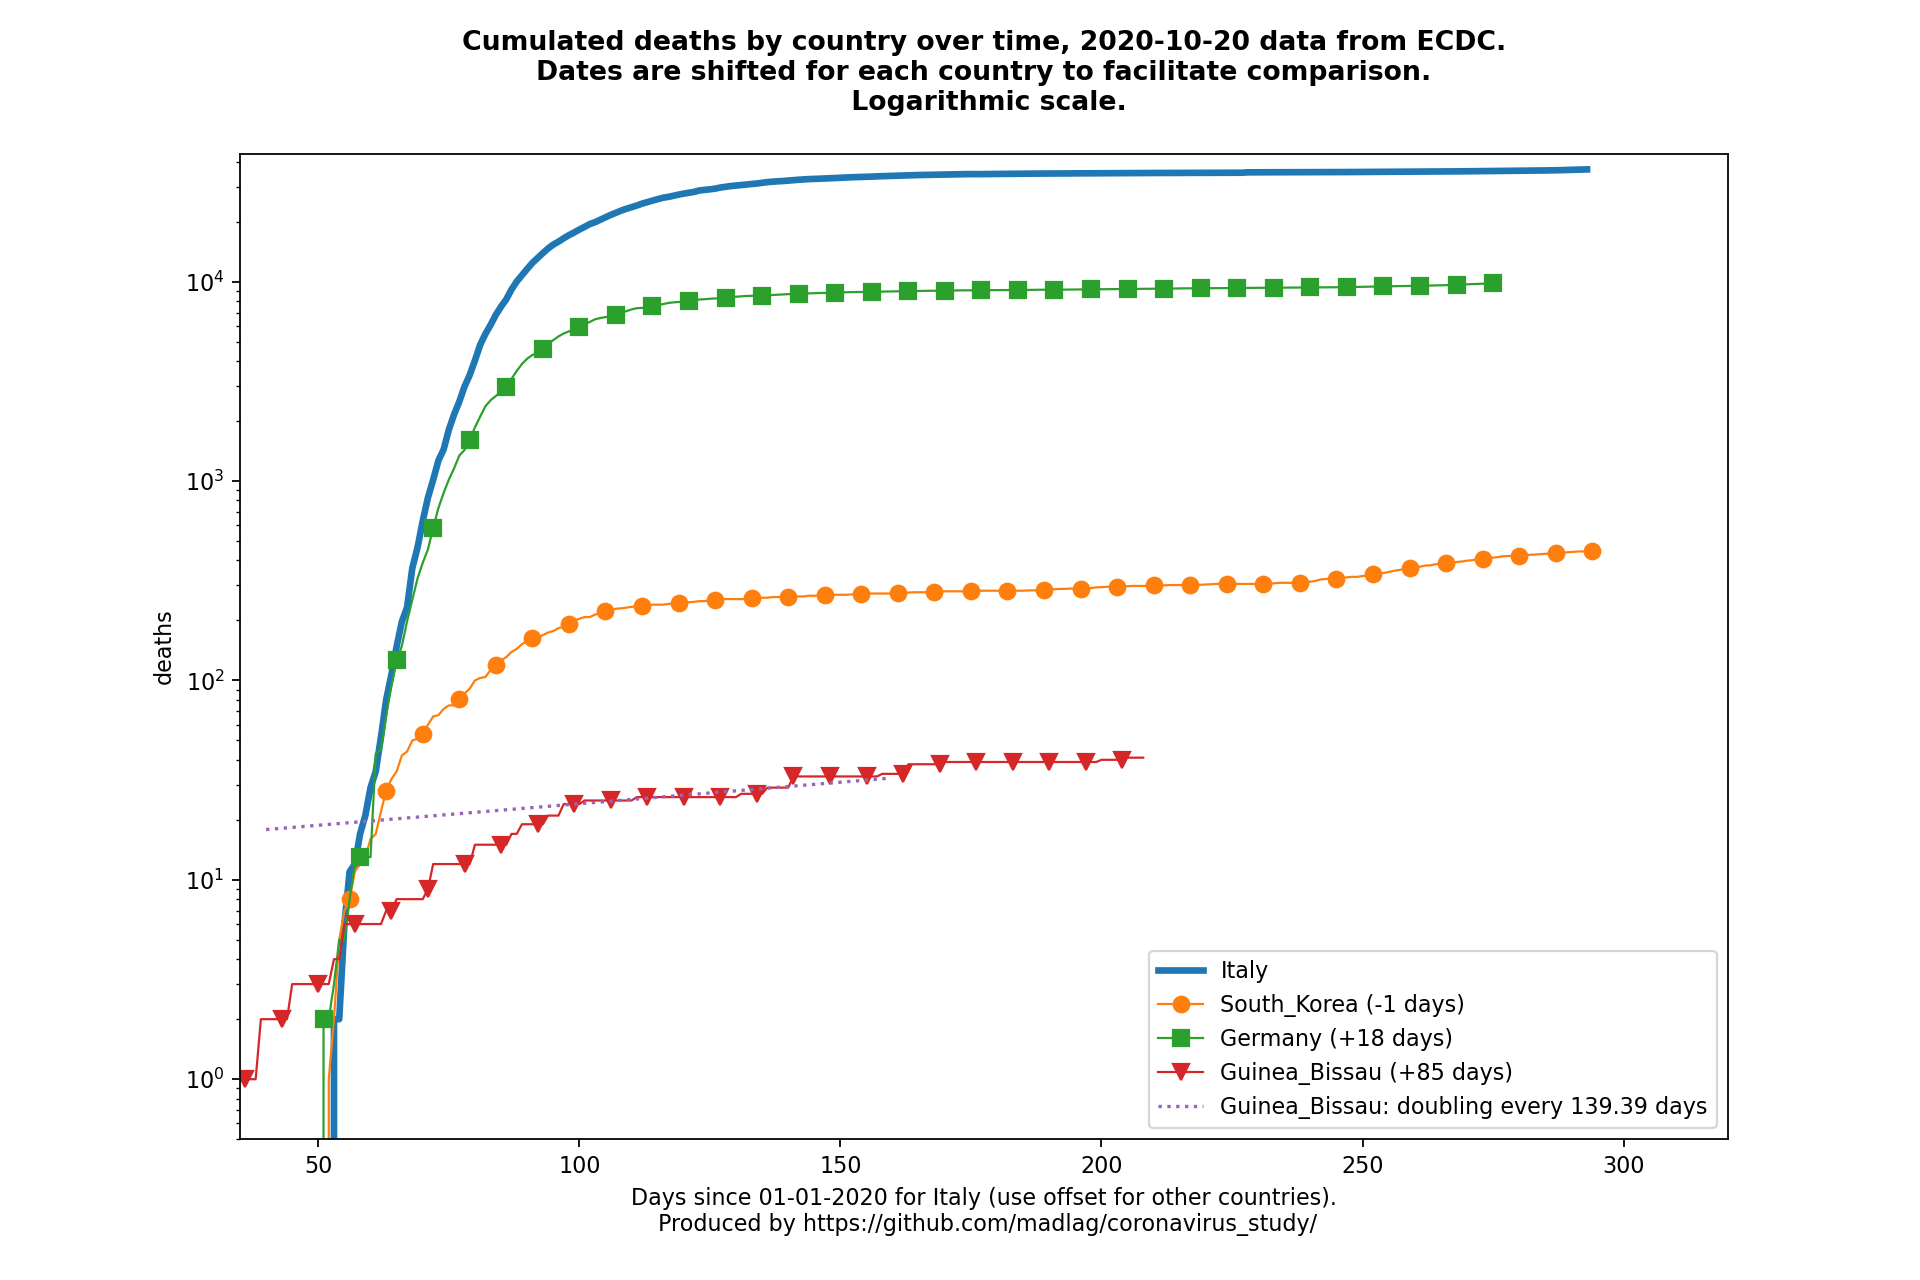 Cumulated deaths by country over time, 2020-10-20 data from ECDC.
Dates are shifted for each country to facilitate comparison.
Logarithmic scale.
deaths
10^4
10^3
10^2
10^1
10^0
50 100 150 200 250 300
Italy
South_Korea (-1 days)
Germany (+18 days)
Guinea_Bissau (+85 days)
Guinea_Bissau: doubling every 139.39 days
Days since 01-01-2020 for Italy (use offset for other countries).
Produced by https://github.com/madlag/coronavirus_study/